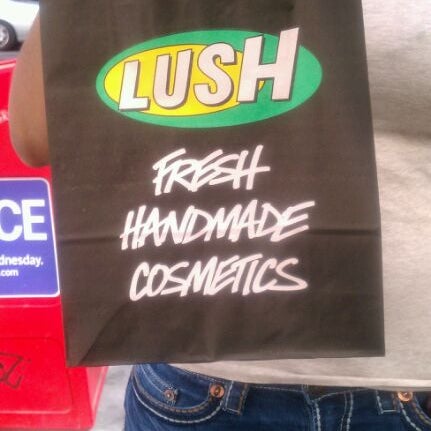 LUSH
FRESH
HANDMADE
COSMETICS
CE
dnesday.
.com